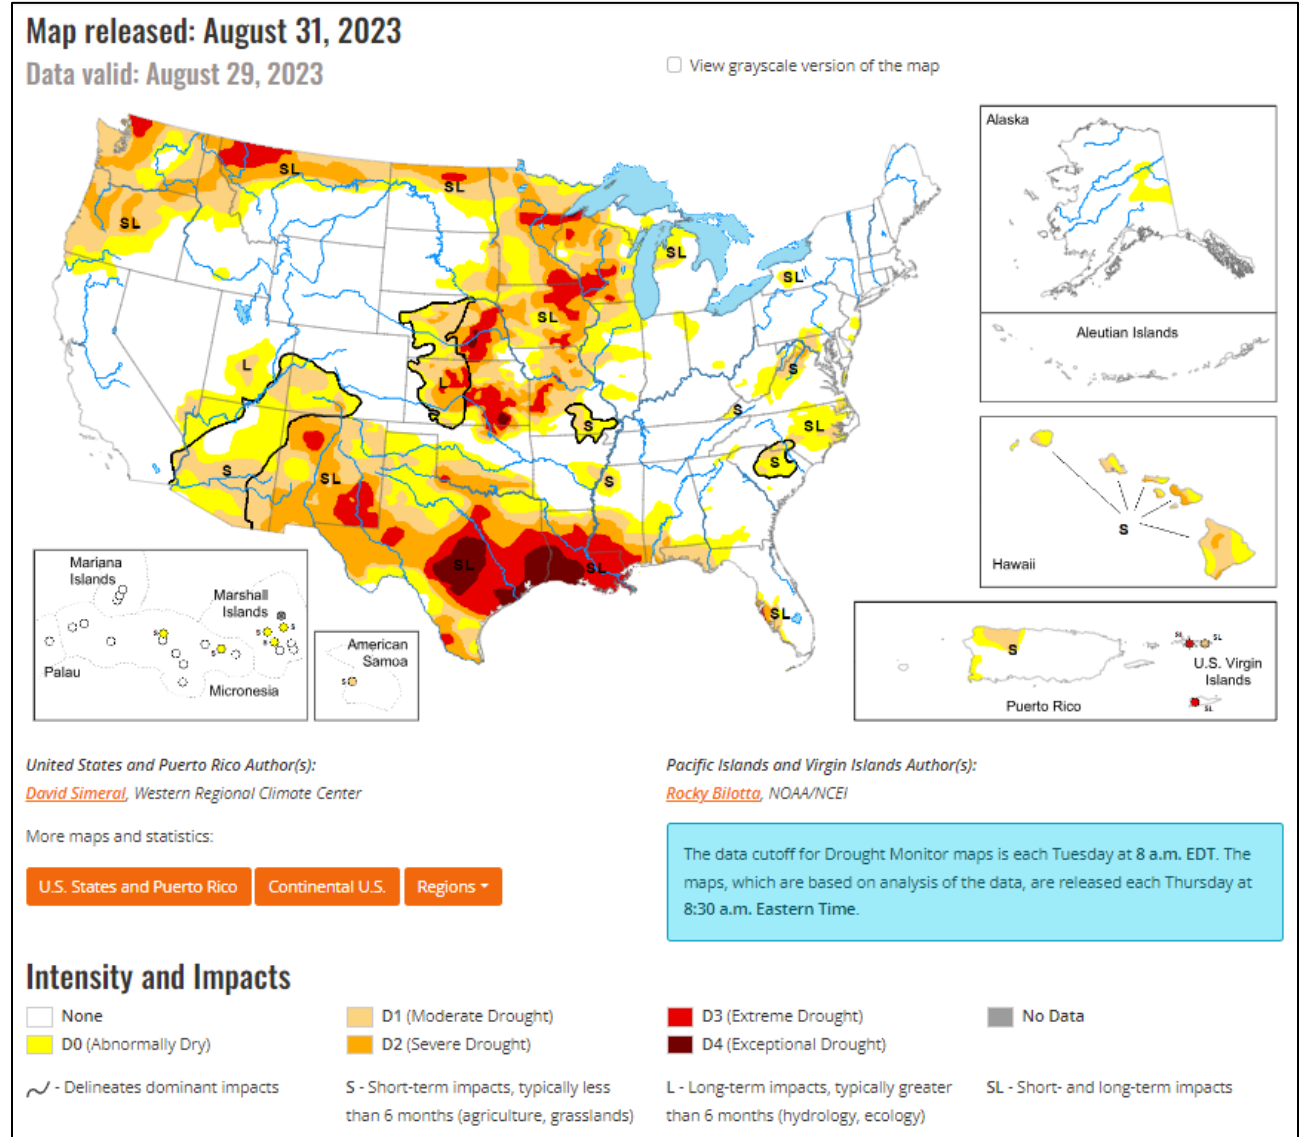 Map released: August 31, 2023
Data valid: August 29, 2023
View grayscale version of the map
SL
SL
SL
SL
SL
SL
L
L
S
S
S
SL
S
SL
S
S
SL
SL
SL
SL
Alaska
Aleutian Islands
S
Hawaii
Mariana
Islands
Marshall
Islands
S
S
S
S
S
Palau
Micronesia
American
Samoa
S
S
SL
SL
U.S. Virgin
Islands
SL
Puerto Rico
United States and Puerto Rico Author(s):
David Simeral, Western Regional Climate Center
Pacific Islands and Virgin Islands Author(s):
Rocky Bilotta, NOAA/NCEI
More maps and statistics:
U.S. States and Puerto Rico
Continental U.S.
Regions
The data cutoff for Drought Monitor maps is each Tuesday at 8 a.m. EDT. The
maps, which are based on analysis of the data, are released each Thursday at
8:30 a.m. Eastern Time.
Intensity and Impacts
None
D0 (Abnormally Dry)
D1 (Moderate Drought)
D2 (Severe Drought)
D3 (Extreme Drought)
D4 (Exceptional Drought)
No Data
- Delineates dominant impacts
S - Short-term impacts, typically less
than 6 months (agriculture, grasslands)
L - Long-term impacts, typically greater
than 6 months (hydrology, ecology)
SL - Short- and long-term impacts